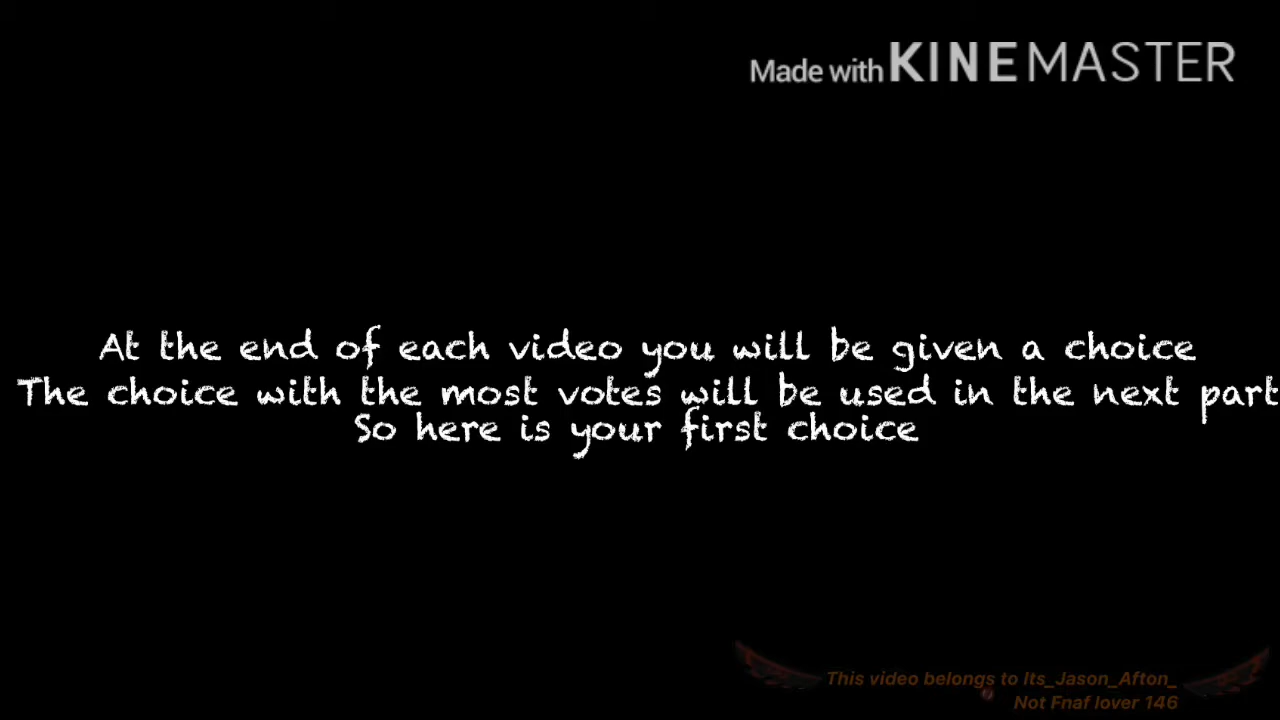 Made with KINEMASTER
At the end of each video you will be given a choice
The choice with the most votes will be used in the next part
So here is your first choice
This video belongs to Its_Jason_Afton_
Not Fnaf lover 146